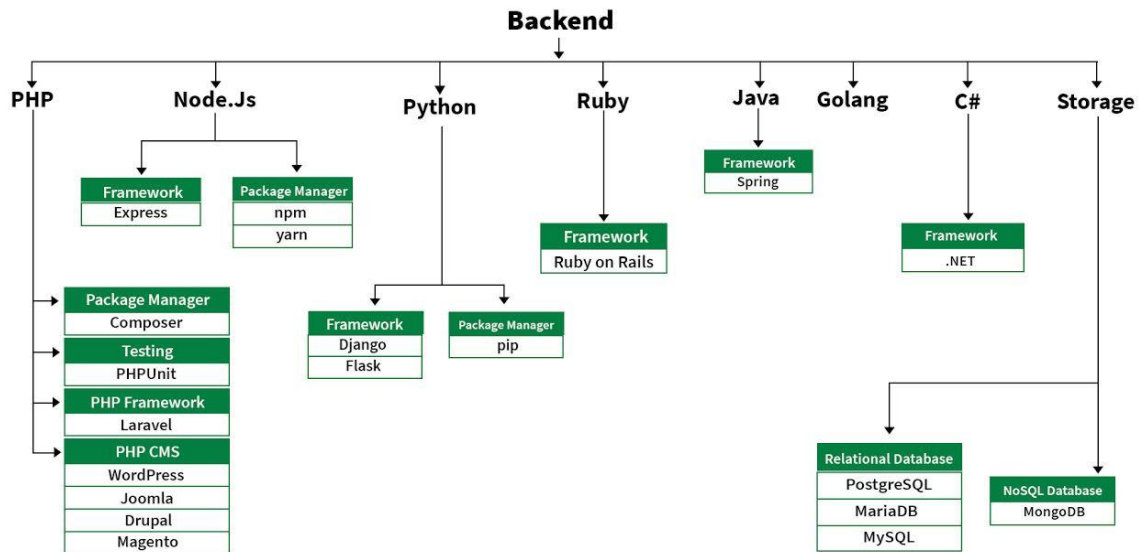 Backend
PHP
Node.Js
Python
Ruby
Java
Golang
C#
Storage
Framework
Express
Package Manager
npm
yarn
Framework
Spring
Framework
Ruby on Rails
Framework
.NET
Package Manager
Composer
Testing
PHPUnit
PHP Framework
Laravel
PHP CMS
WordPress
Joomla
Drupal
Magento
Framework
Django
Flask
Package Manager
pip
Relational Database
PostgreSQL
MariaDB
MySQL
NoSQL Database
MongoDB